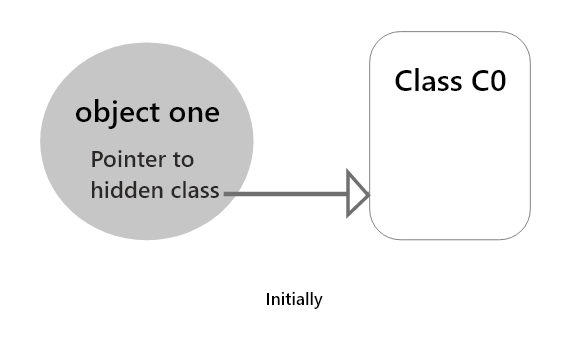 object one
Pointer to
hidden class
Class C0
Initially